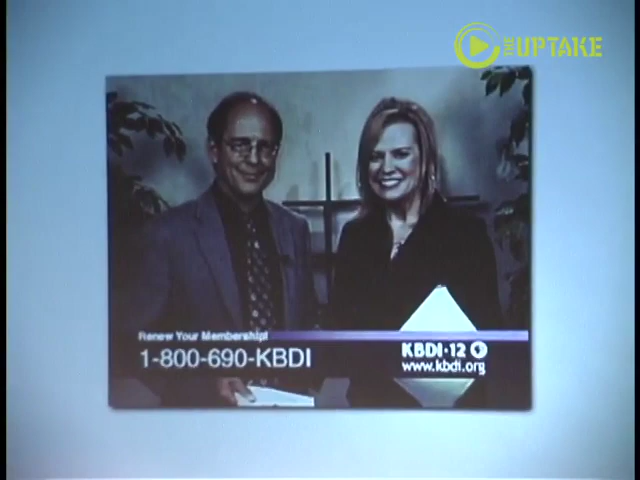 THE UPTAKE
Renew Your Membership!
1-800-690-KBDI
KBDI·12
www.kbdi.org